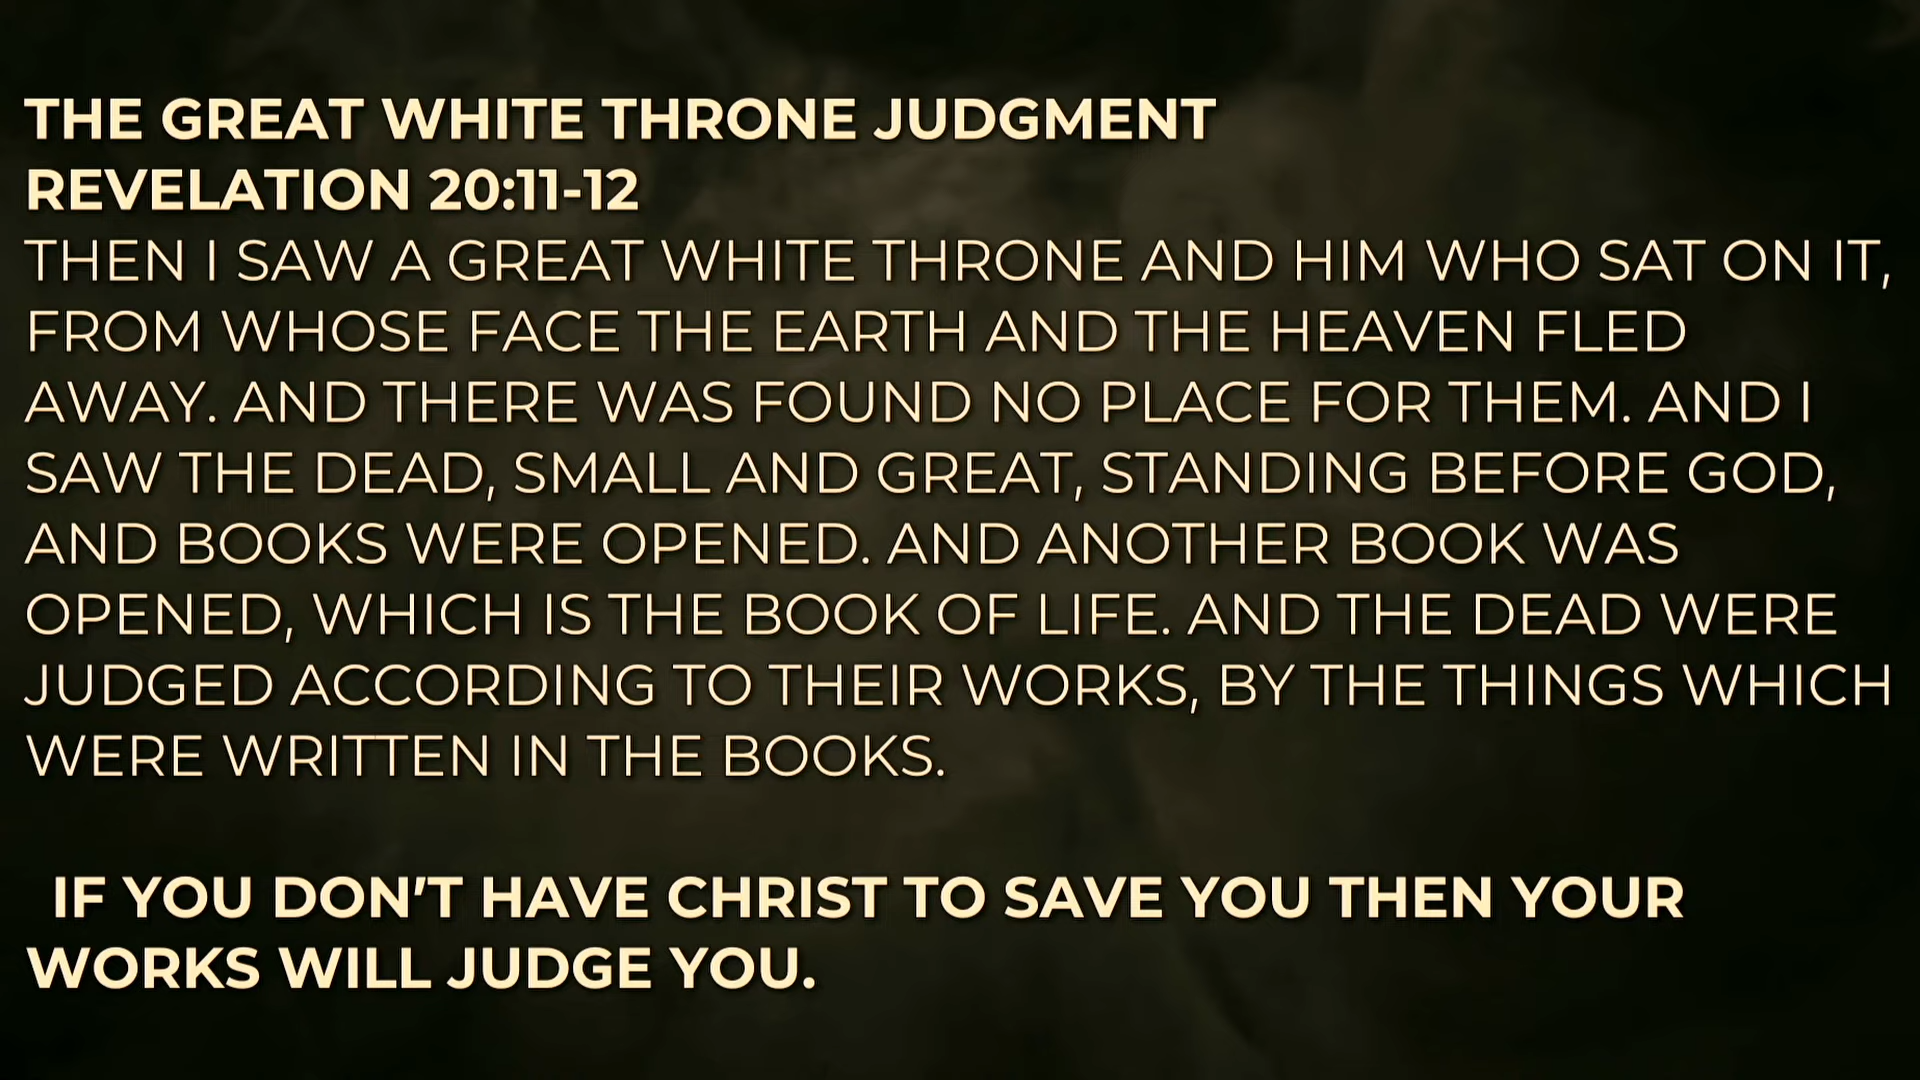 THE GREAT WHITE THRONE JUDGMENT
REVELATION 20:11-12
THEN I SAW A GREAT WHITE THRONE AND HIM WHO SAT ON IT,
FROM WHOSE FACE THE EARTH AND THE HEAVEN FLED
AWAY. AND THERE WAS FOUND NO PLACE FOR THEM. AND I
SAW THE DEAD, SMALL AND GREAT, STANDING BEFORE GOD,
AND BOOKS WERE OPENED. AND ANOTHER BOOK WAS
OPENED, WHICH IS THE BOOK OF LIFE. AND THE DEAD WERE
JUDGED ACCORDING TO THEIR WORKS, BY THE THINGS WHICH
WERE WRITTEN IN THE BOOKS.
IF YOU DON'T HAVE CHRIST TO SAVE YOU THEN YOUR
WORKS WILL JUDGE YOU.